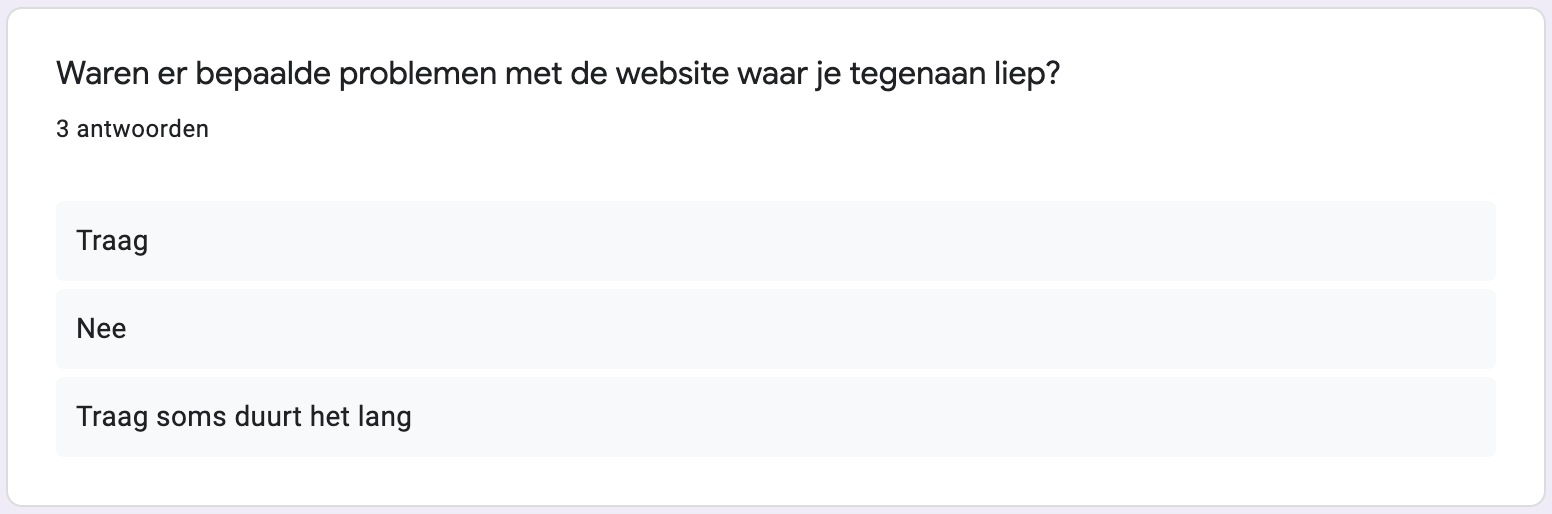 Waren er bepaalde problemen met de website waar je tegenaan liep?
3 antwoorden
Traag
Nee
Traag soms duurt het lang